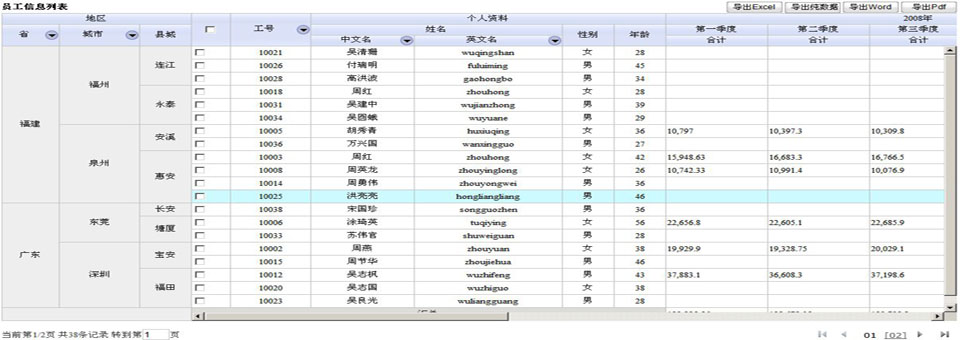 员工信息列表 导出Excel 导出纯数据 导出Word 导出Pdf
地区 个人资料 2008年
省 城市 县城 工号 姓名 性别 年龄 第一季度 第二季度 第三季度
中文名 英文名 合计 合计 合计
福建 福州 连江 10021 吴清珊 wuqingshan 女 28
10026 付瑞明 fuluiming 男 45
10028 高洪波 gaohongbo 男 34
永泰 10018 周红 zhouhong 女 28
10031 吴建中 wujianzhong 男 39
10034 吴圆蛾 wuyuane 男 29
泉州 安溪 10005 胡秀青 huxiuqing 女 36 10,797 10,397.3 10,309.8
10036 万兴国 wanxingguo 男 27
惠安 10003 周红 zhouhong 女 42 15,948.63 16,683.3 16,766.5
10008 周英龙 zhouyinglong 女 26 10,742.33 10,991.4 10,076.9
10014 周勇伟 zhouyongwei 男 36
10025 洪亮亮 hongliangliang 男 46
广东 东莞 长安 10038 宋国珍 songguozhen 男 36
塘厦 10006 涂琦英 tuqiying 女 56 22,656.8 22,605.1 22,685.9
10033 苏伟官 shuweiguan 男 28
深圳 宝安 10002 周燕 zhouyuan 女 38 19,929.9 19,328.75 20,029.1
10015 周节华 zhoujiehua 男 46
福田 10012 吴志枫 wuzhifeng 男 43 37,883.1 36,608.3 37,198.6
10020 吴志国 wuzhiguo 女 38
10023 吴良光 wuliangguang 男 28
当前第1/2页 共38条记录 转到第 1 页 01 [02]